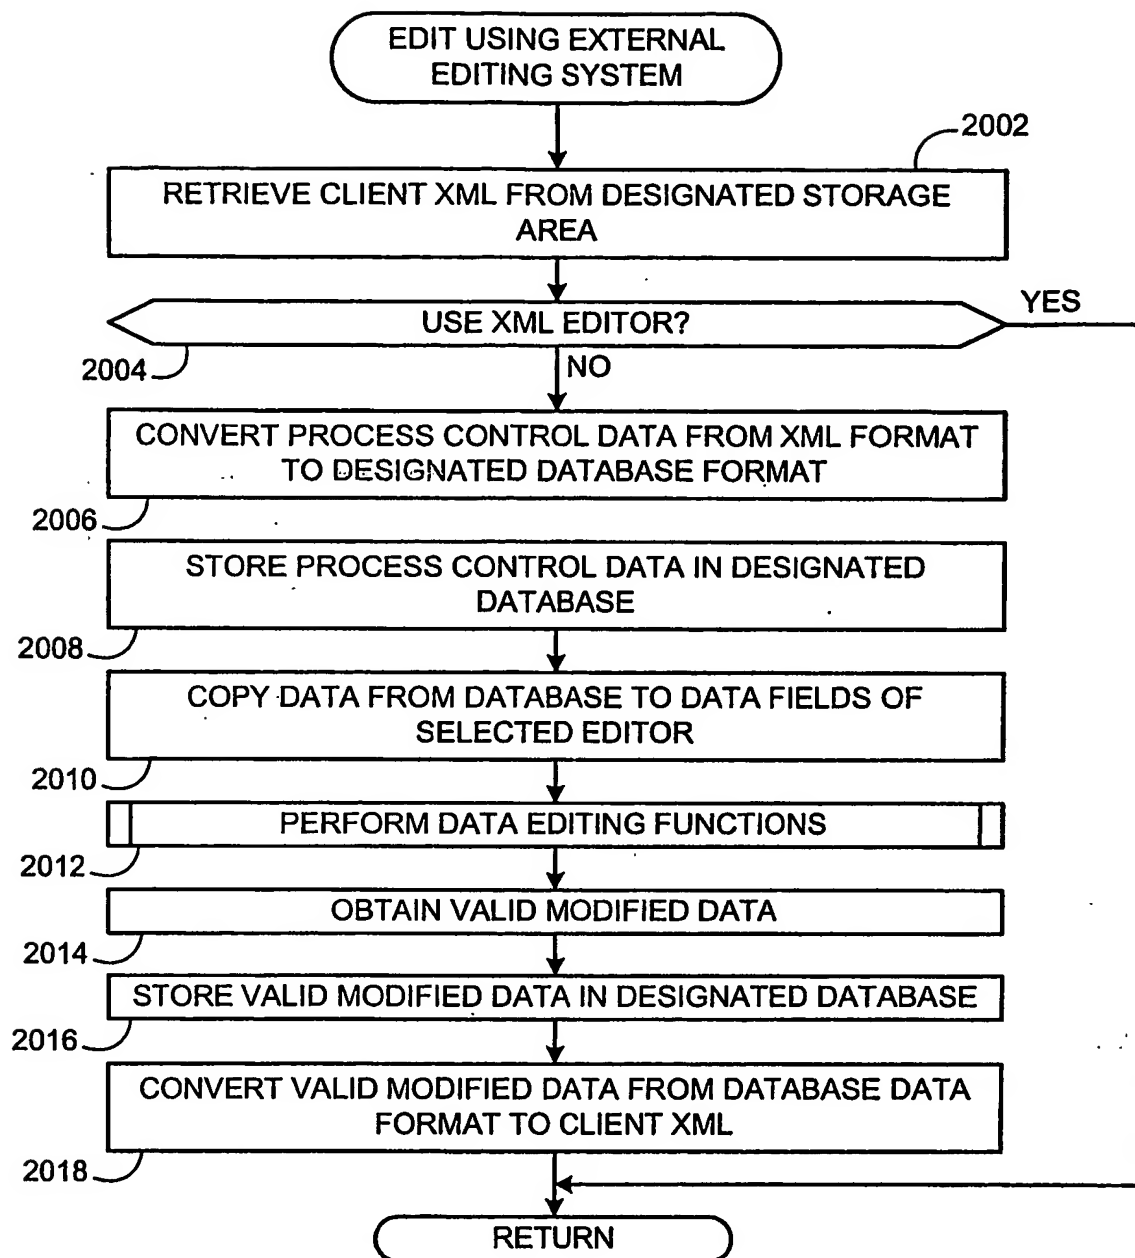 EDIT USING EXTERNAL
EDITING SYSTEM
2002
RETRIEVE CLIENT XML FROM DESIGNATED STORAGE
AREA
YES
USE XML EDITOR?
2004
NO
CONVERT PROCESS CONTROL DATA FROM XML FORMAT
TO DESIGNATED DATABASE FORMAT
2006
STORE PROCESS CONTROL DATA IN DESIGNATED
DATABASE
2008
COPY DATA FROM DATABASE TO DATA FIELDS OF
SELECTED EDITOR
2010
PERFORM DATA EDITING FUNCTIONS
2012
OBTAIN VALID MODIFIED DATA
2014
STORE VALID MODIFIED DATA IN DESIGNATED DATABASE
2016
CONVERT VALID MODIFIED DATA FROM DATABASE DATA
FORMAT TO CLIENT XML
2018
RETURN